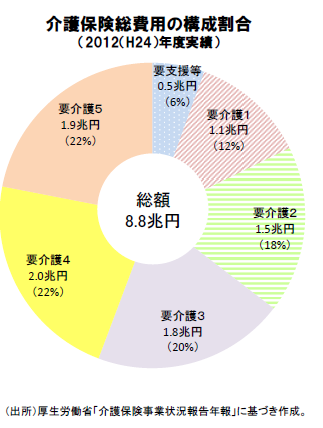 介護保険総費用の構成割合
（2012（H24）年度実績）
要支援等
0.5兆円
（6%）
要介護1
1.1兆円
（12%）
要介護2
1.5兆円
（18%）
要介護3
1.8兆円
（20%）
要介護4
2.0兆円
（22%）
要介護5
1.9兆円
（22%）
総額
8.8兆円
（出所）厚生労働省「介護保険事業状況報告年報」に基づき作成。